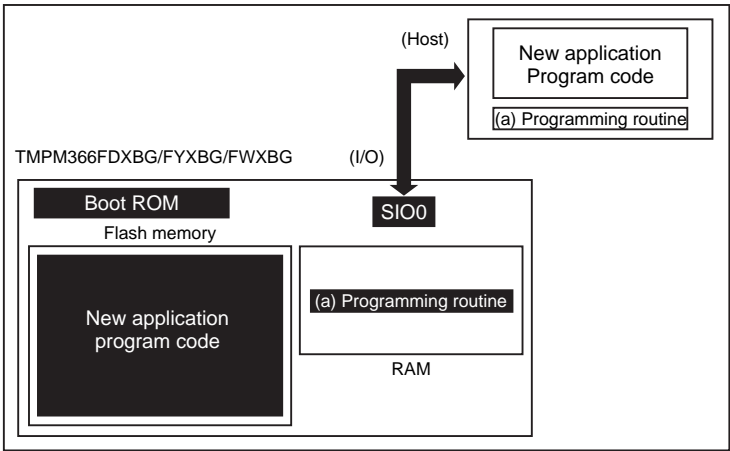 (Host)
New application
Program code
(a) Programming routine
TMPM366FDXBG/FYXBG/FWXBG
(I/O)
Boot ROM
SIO0
Flash memory
(a) Programming routine
New application
program code
RAM